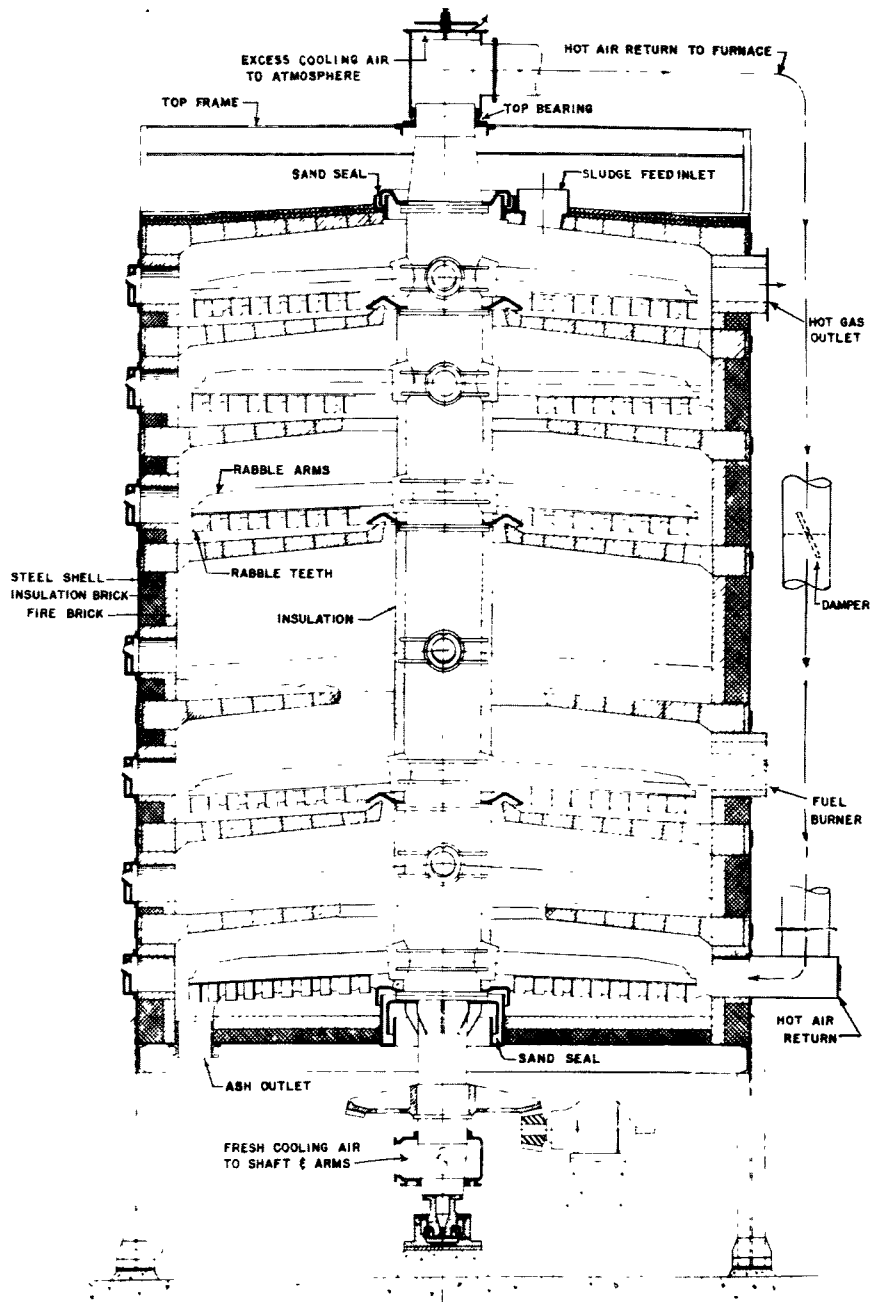 EXCESS COOLING AIR
TO ATMOSPHERE
HOT AIR RETURN TO FURNACE
TOP FRAME
TOP BEARING
SAND SEAL
SLUDGE FEED INLET
HOT GAS
OUTLET
RABBLE ARMS
RABBLE TEETH
STEEL SHELL
INSULATION BRICK
FIRE BRICK
INSULATION
DAMPER
FUEL
BURNER
HOT AIR
RETURN
SAND SEAL
ASH OUTLET
FRESH COOLING AIR
TO SHAFT & ARMS